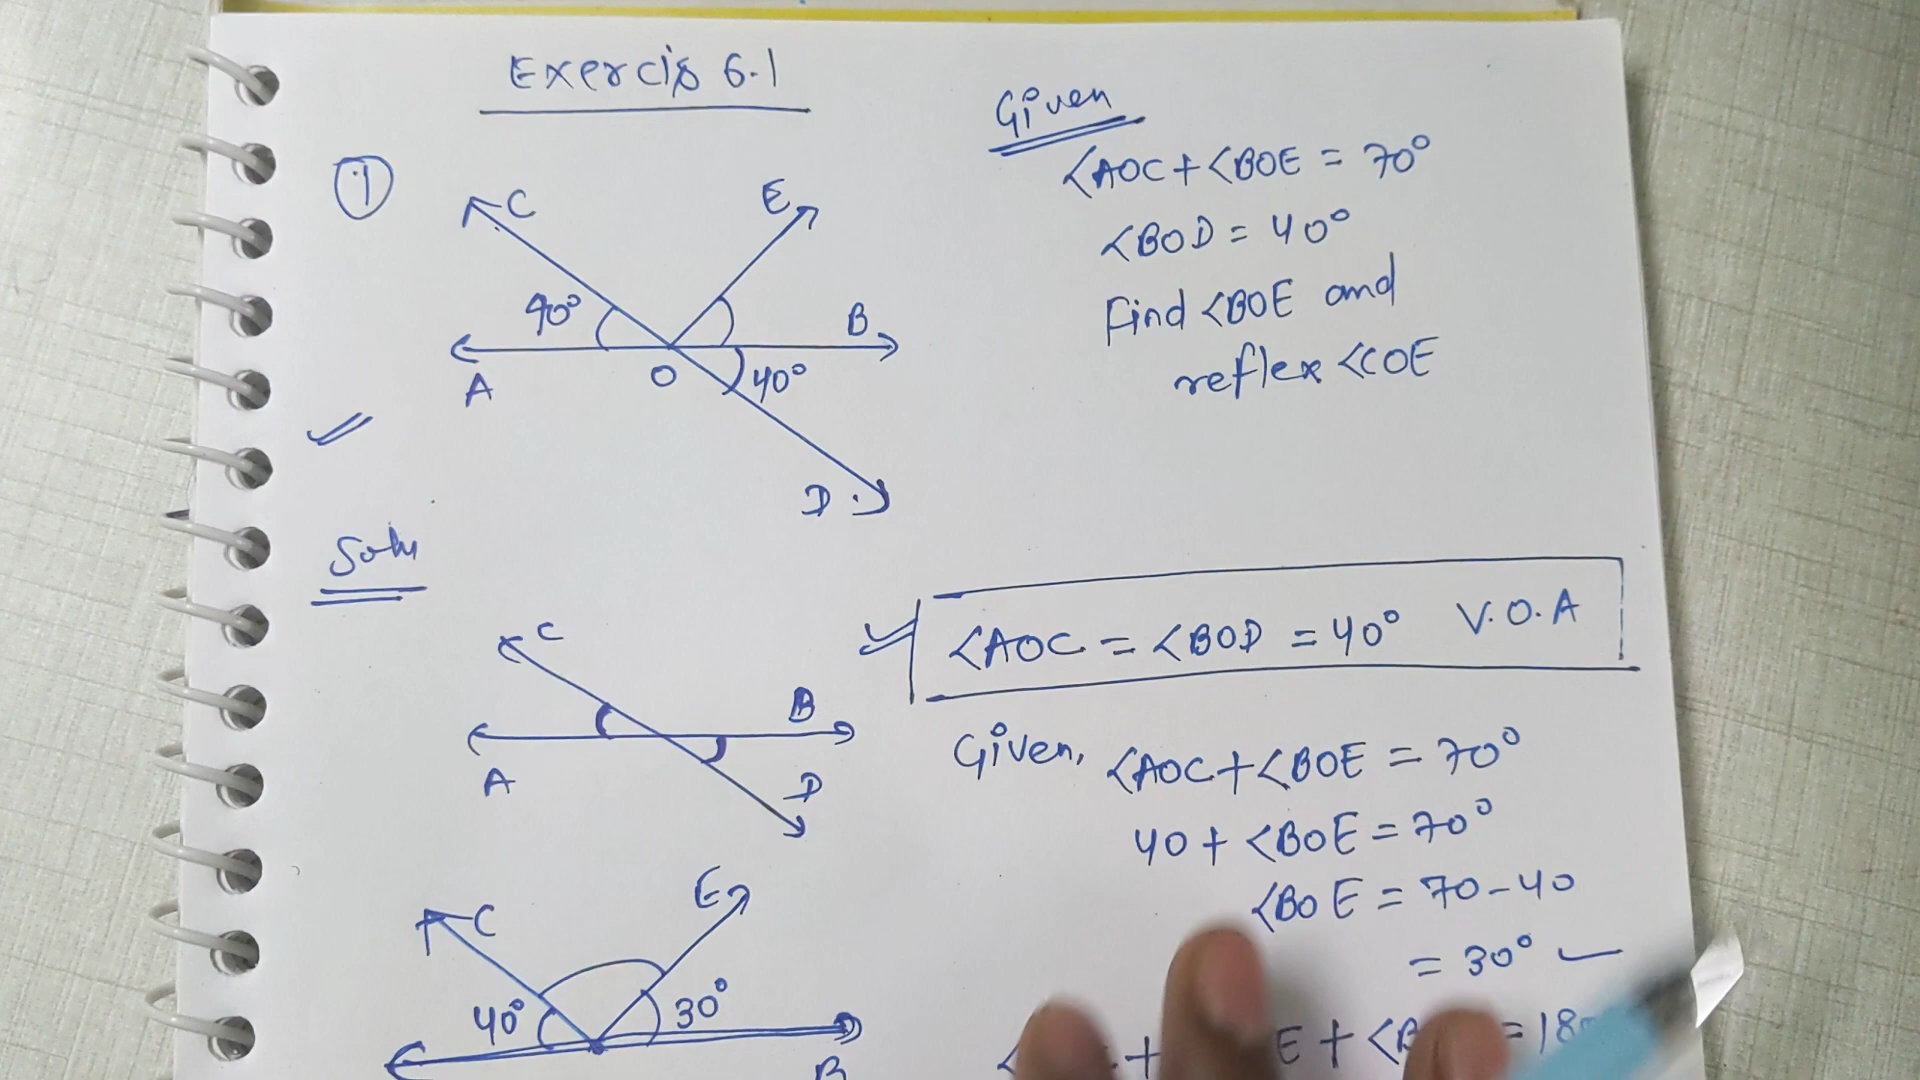 Exercis 6.1
①
C
E
40°
B
A
O
40°
D
Given
∠AOC + ∠BOE = 70°
∠BOD = 40°
Find ∠BOE and
reflex ∠COE
Soln
C
B
A
D
∠AOC = ∠BOD = 40° V.O.A
Given, ∠AOC + ∠BOE = 70°
40 + ∠BOE = 70°
∠BOE = 70 - 40
= 30°
C
E
40°
30°
B
E + ∠B = 18